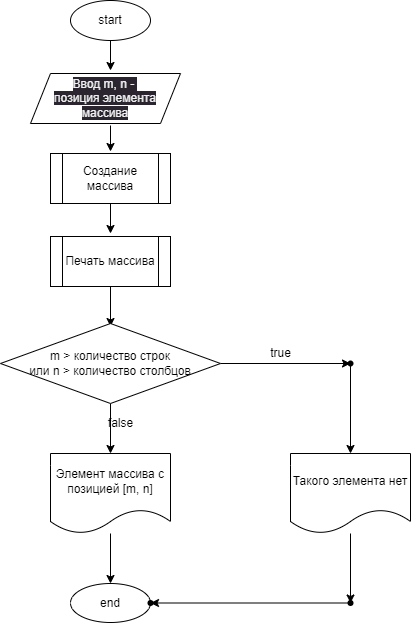 start
Ввод m, n -
позиция элемента
массива
Создание
массива
Печать массива
m > количество строк
или n > количество столбцов
true
false
Элемент массива с
позицией [m, n]
Такого элемента нет
end